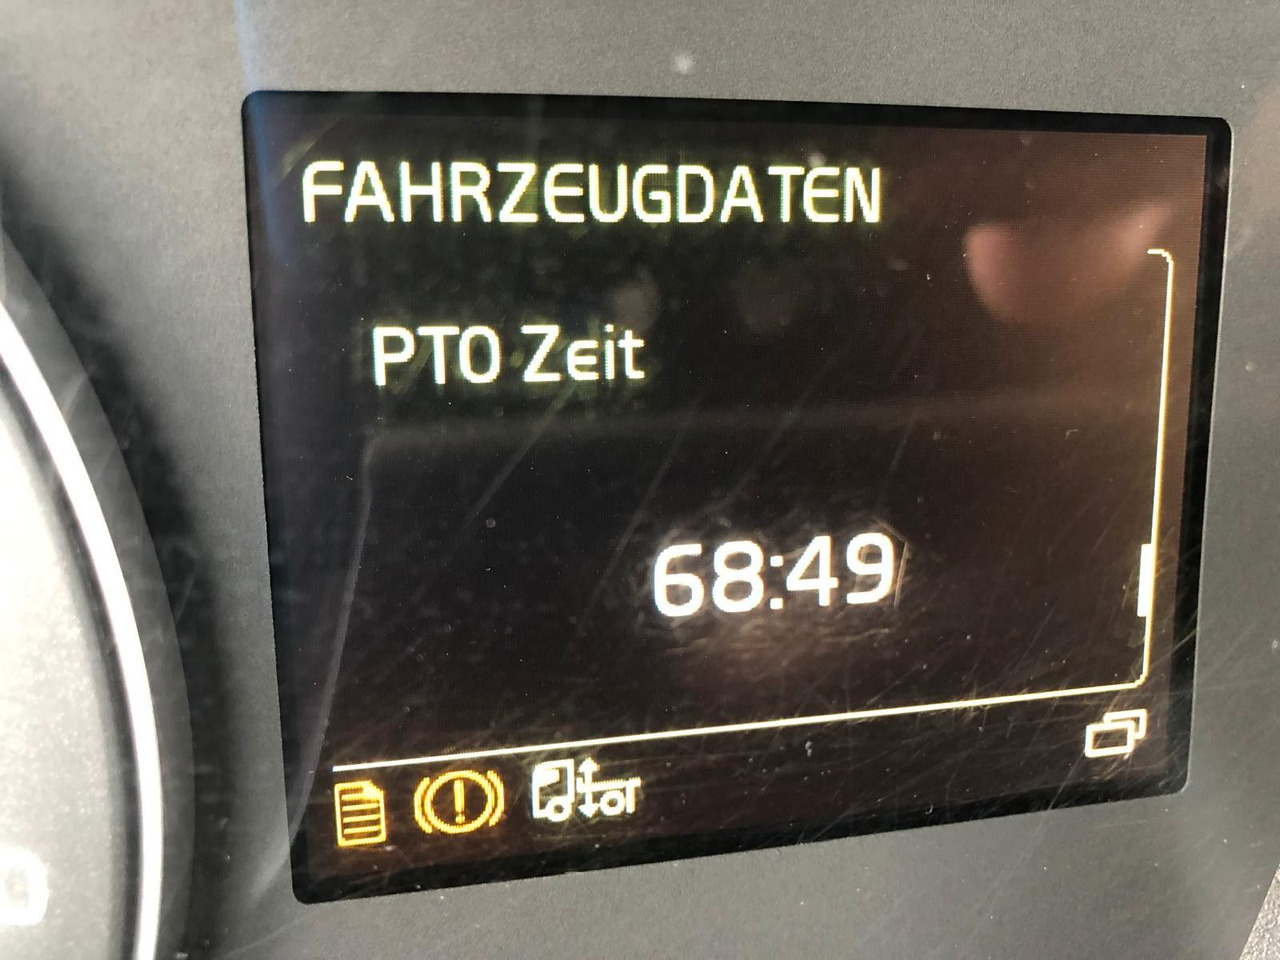 FAHRZEUGDATEN
PTO Zeit
68:49